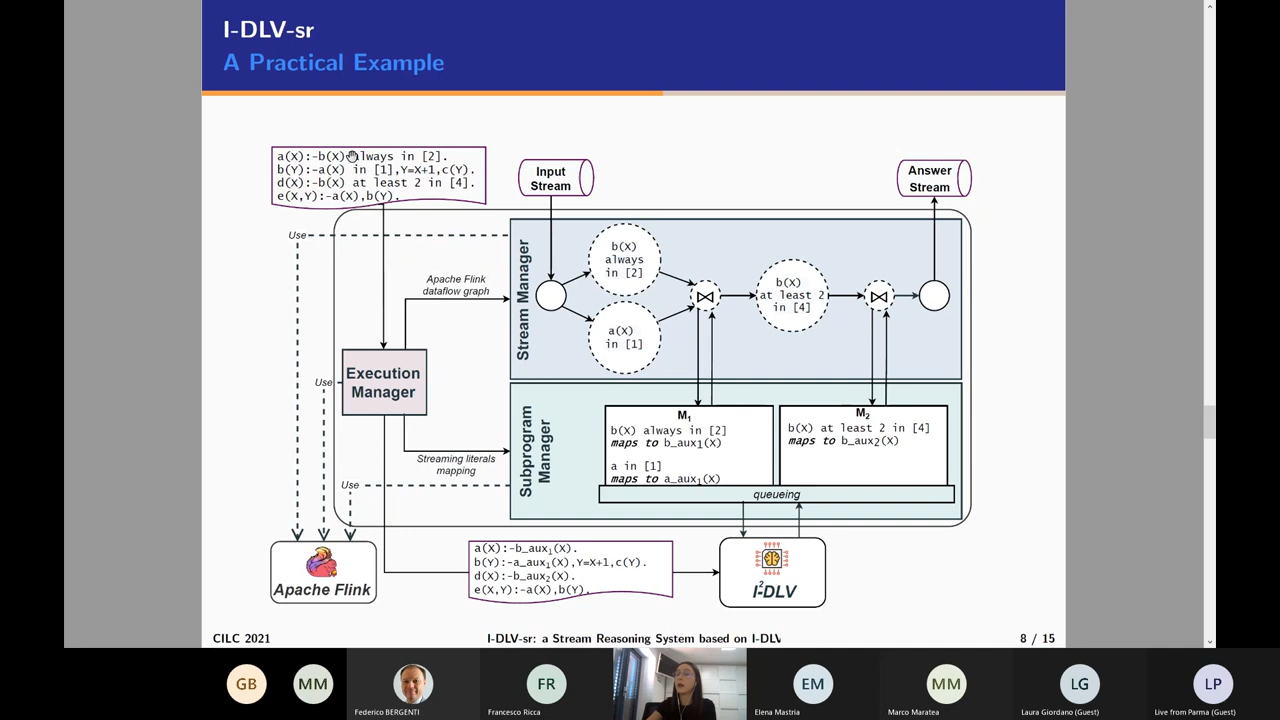 I-DLV-sr
A Practical Example
a(X):-b(X) always in [2].
b(Y):-a(X) in [1],Y=X+1,c(Y).
d(X):-b(X) at least 2 in [4].
e(X,Y):-a(X),b(Y).
Input
Stream
Answer
Stream
Use
Apache Flink
dataflow graph
Stream Manager
b(X)
always
in [2]
a(X)
in [1]
⋈
b(X)
at least 2
in [4]
⋈
Use
Execution
Manager
Streaming literals
mapping
Use
Subprogram
Manager
M1
b(X) always in [2]
maps to b_aux1(X)
a in [1]
maps to a_aux1(X)
M2
b(X) at least 2 in [4]
maps to b_aux2(X)
queueing
Apache Flink
a(X):-b_aux1(X).
b(Y):-a_aux1(X),Y=X+1,c(Y).
d(X):-b_aux2(X).
e(X,Y):-a(X),b(Y).
I2-DLV
CILC 2021
I-DLV-sr: a Stream Reasoning System based on I-DLV
8 / 15
GB
MM
Federico BERGENTI
FR
Francesco Ricca
EM
Elena Mastria
MM
Marco Maratea
LG
Laura Giordano (Guest)
LP
Live from Parma (Guest)